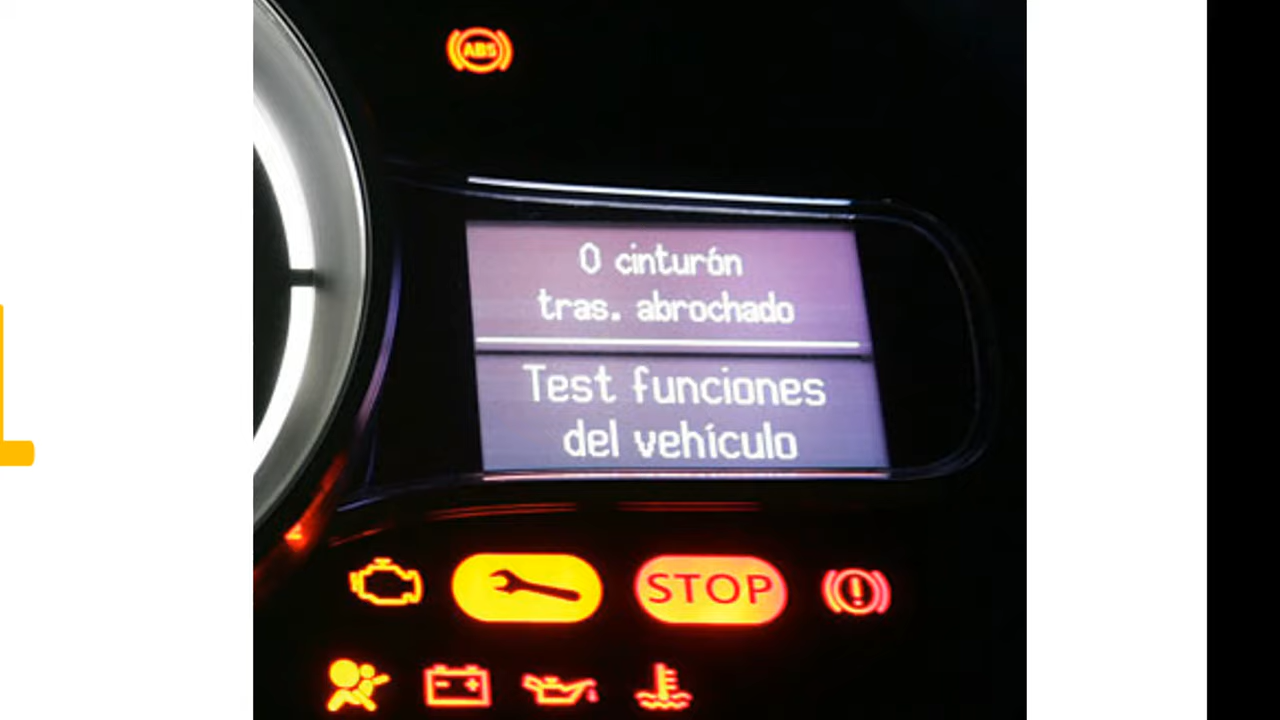 ABS
0 cinturón
tras. abrochado
Test funciones
del vehículo
STOP